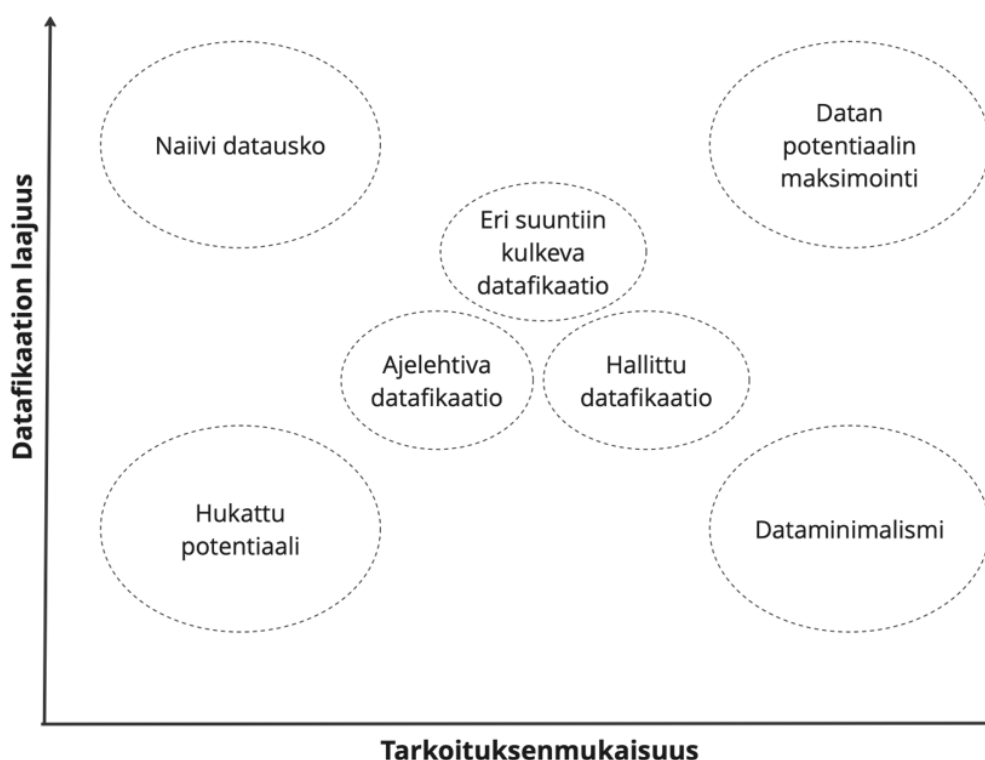 Datafikaation laajuus
Naiivi datausko
Datan
potentiaalin
maksimointi
Eri suuntiin
kulkeva
datafikaatio
Ajelehtiva
datafikaatio
Hallittu
datafikaatio
Hukattu
potentiaali
Dataminimalismi
Tarkoituksenmukaisuus